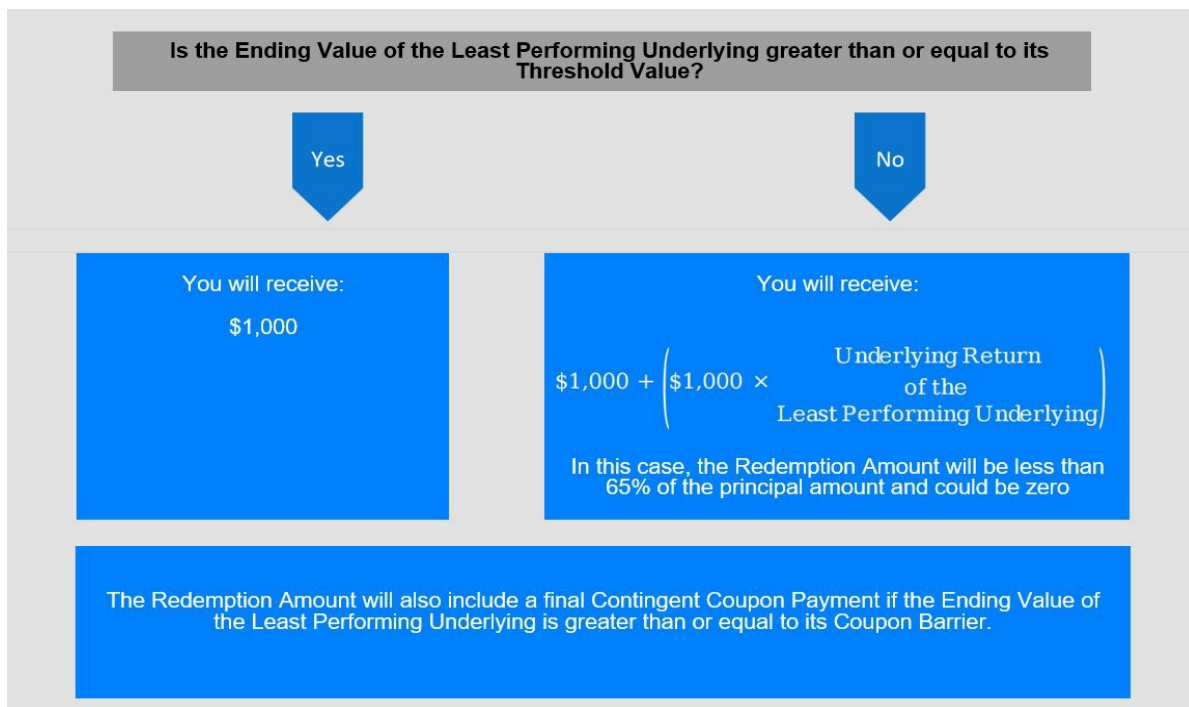 Is the Ending Value of the Least Performing Underlying greater than or equal to its
Threshold Value?
Yes
No
You will receive:
$1,000
You will receive:
$1,000 + ($1,000 × Underlying Return
of the
Least Performing Underlying)
In this case, the Redemption Amount will be less than
65% of the principal amount and could be zero
The Redemption Amount will also include a final Contingent Coupon Payment if the Ending Value of
the Least Performing Underlying is greater than or equal to its Coupon Barrier.